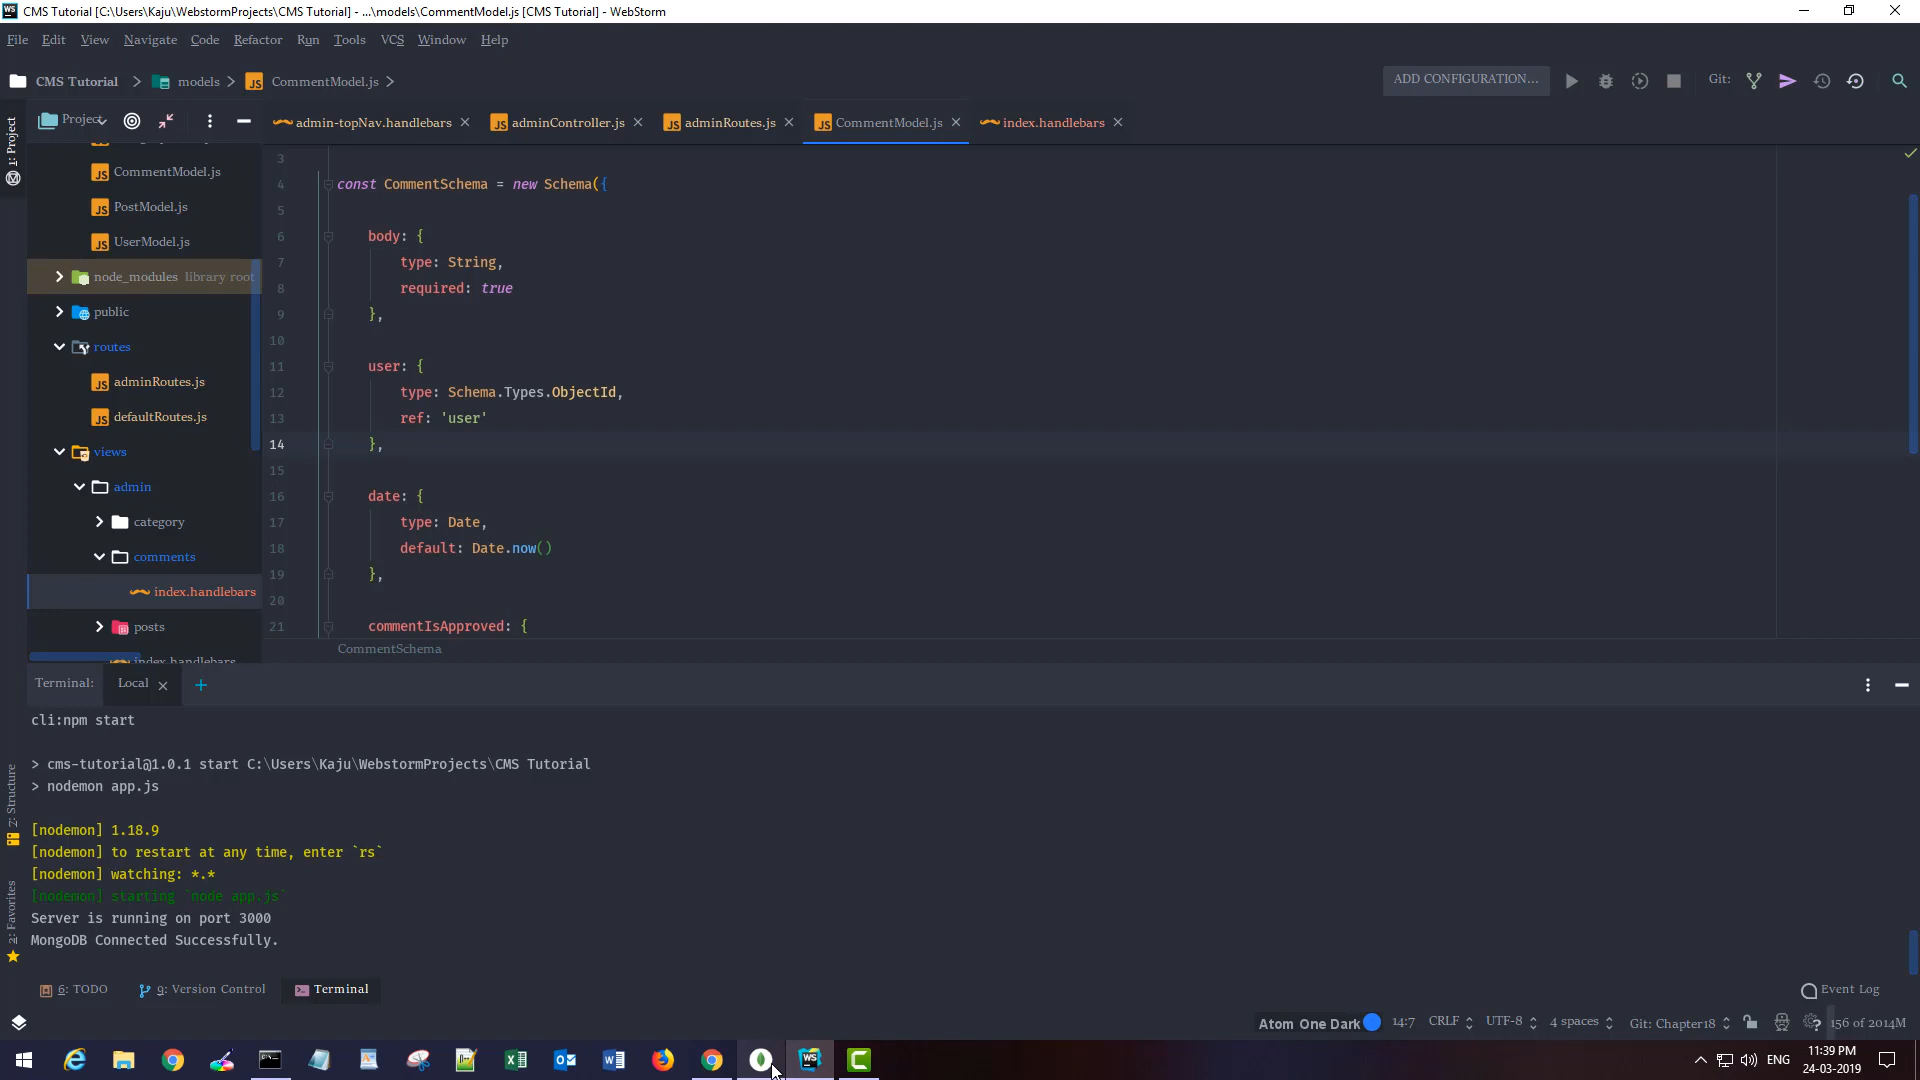 CMS Tutorial [C:\Users\Kaju\WebstormProjects\CMS Tutorial] - ...\models\CommentModel.js [CMS Tutorial] - WebStorm
File Edit View Navigate Code Refactor Run Tools VCS Window Help
CMS Tutorial models CommentModel.js
ADD CONFIGURATION...
Git:
1: Project
Project
admin-topNav.handlebars
adminController.js
adminRoutes.js
CommentModel.js
index.handlebars
CommentModel.js
PostModel.js
UserModel.js
node_modules library root
public
routes
adminRoutes.js
defaultRoutes.js
views
admin
category
comments
index.handlebars
posts
index.handlebars
3
4 const CommentSchema = new Schema({
5
6 body: {
7 type: String,
8 required: true
9 },
10
11 user: {
12 type: Schema.Types.ObjectId,
13 ref: 'user'
14 },
15
16 date: {
17 type: Date,
18 default: Date.now()
19 },
20
21 commentIsApproved: {
CommentSchema
Terminal: Local
cli:npm start
> cms-tutorial@1.0.1 start C:\Users\Kaju\WebstormProjects\CMS Tutorial
> nodemon app.js
[nodemon] 1.18.9
[nodemon] to restart at any time, enter `rs`
[nodemon] watching: *.*
[nodemon] starting `node app.js`
Server is running on port 3000
MongoDB Connected Successfully.
7: Structure
2: Favorites
6: TODO
9: Version Control
Terminal
Event Log
Atom One Dark 14:7 CRLF UTF-8 4 spaces Git: Chapter18 156 of 2014M
ENG
11:39 PM
24-03-2019